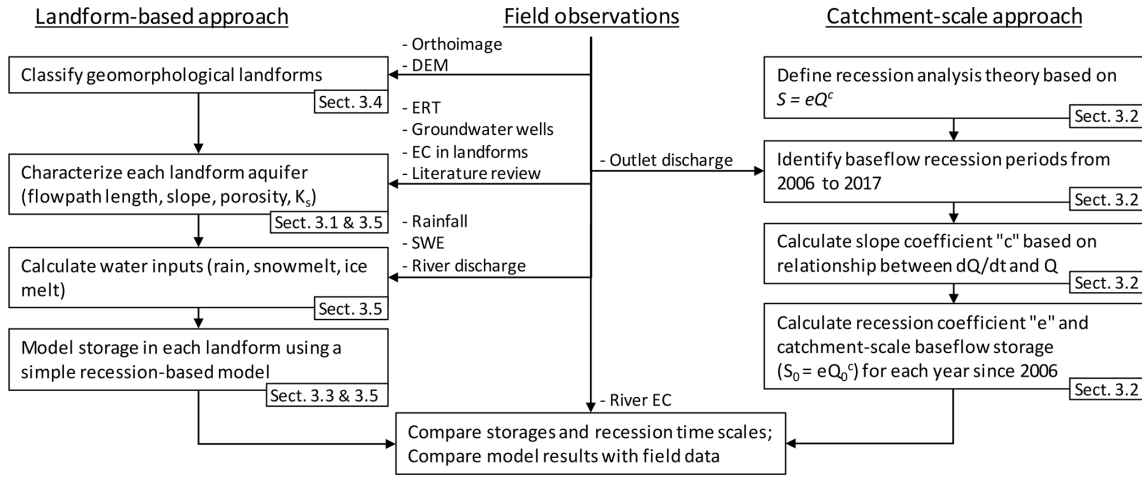 Landform-based approach
Field observations
Catchment-scale approach
- Orthoimage
- DEM
Classify geomorphological landforms
Sect. 3.4
- ERT
- Groundwater wells
- EC in landforms
- Literature review
Characterize each landform aquifer
(flowpath length, slope, porosity, Ks)
Sect. 3.1 & 3.5
- Rainfall
- SWE
- River discharge
Calculate water inputs (rain, snowmelt, ice
melt)
Sect. 3.5
Model storage in each landform using a
simple recession-based model
Sect. 3.3 & 3.5
- Outlet discharge
Define recession analysis theory based on
S = eQ^c
Sect. 3.2
Identify baseflow recession periods from
2006 to 2017
Sect. 3.2
Calculate slope coefficient "c" based on
relationship between dQ/dt and Q
Sect. 3.2
Calculate recession coefficient "e" and
catchment-scale baseflow storage
(S0 = eQ0^c) for each year since 2006
Sect. 3.2
- River EC
Compare storages and recession time scales;
Compare model results with field data